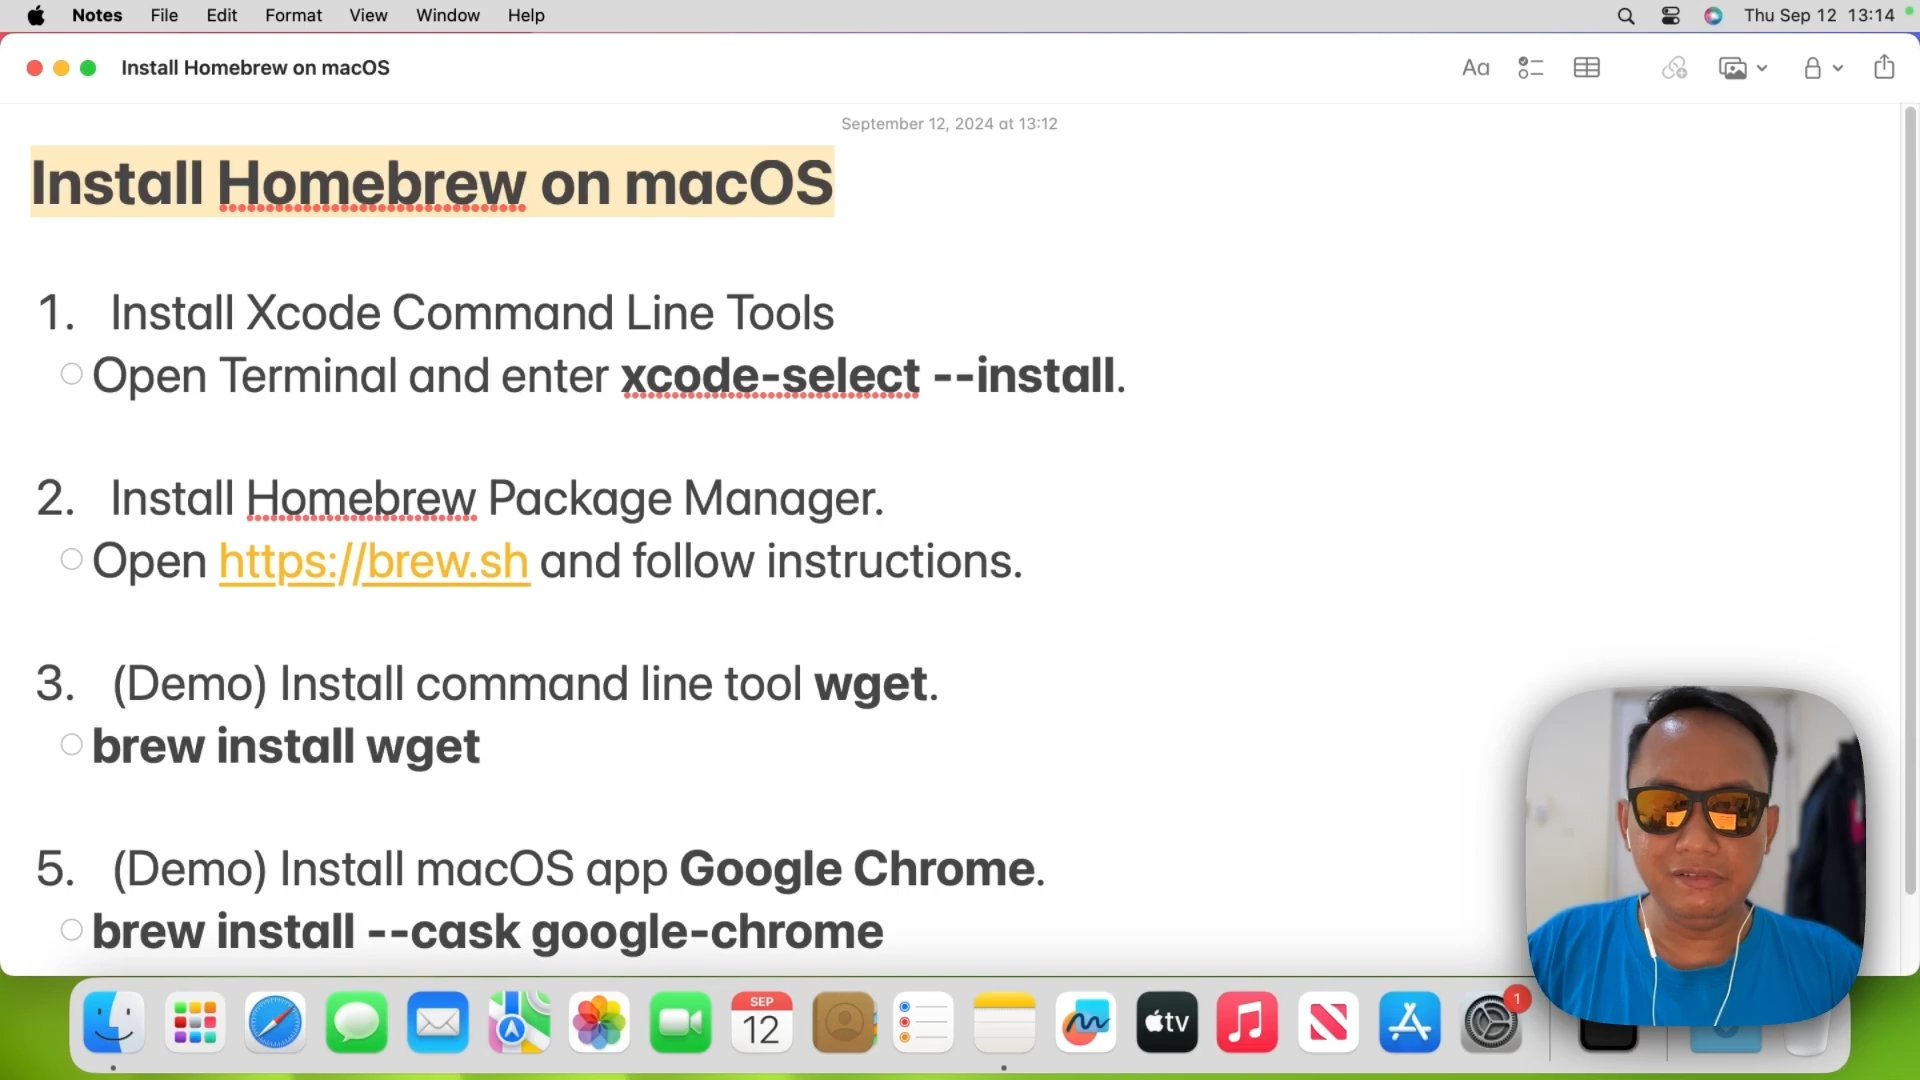 Notes File Edit Format View Window Help Thu Sep 12 13:14
Install Homebrew on macOS
Aa
September 12, 2024 at 13:12
Install Homebrew on macOS
1. Install Xcode Command Line Tools
Open Terminal and enter xcode-select --install.
2. Install Homebrew Package Manager.
Open https://brew.sh and follow instructions.
3. (Demo) Install command line tool wget.
brew install wget
5. (Demo) Install macOS app Google Chrome.
brew install --cask google-chrome
SEP
12
tv
1